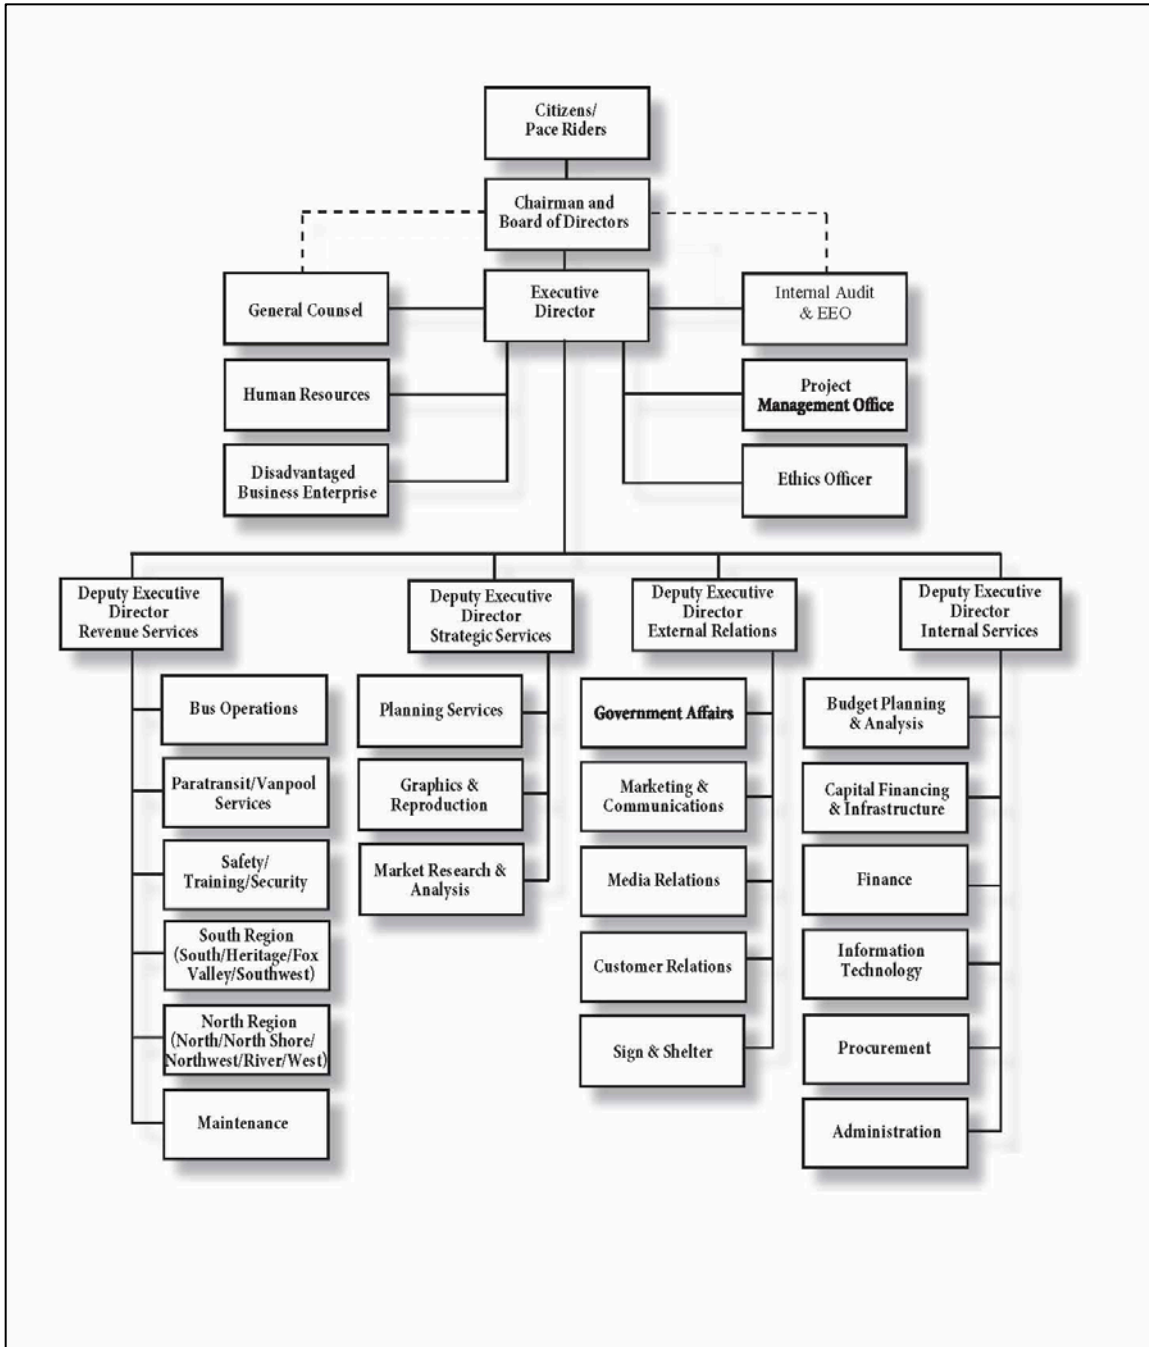 Citizens/
Pace Riders
Chairman and
Board of Directors
General Counsel
Executive
Director
Internal Audit
& EEO
Human Resources
Project
Management Office
Disadvantaged
Business Enterprise
Ethics Officer
Deputy Executive
Director
Revenue Services
Deputy Executive
Director
Strategic Services
Deputy Executive
Director
External Relations
Deputy Executive
Director
Internal Services
Bus Operations
Paratransit/Vanpool
Services
Safety/
Training/Security
South Region
(South/Heritage/Fox
Valley/Southwest)
North Region
(North/North Shore/
Northwest/River/West)
Maintenance
Planning Services
Graphics &
Reproduction
Market Research &
Analysis
Government Affairs
Marketing &
Communications
Media Relations
Customer Relations
Sign & Shelter
Budget Planning
& Analysis
Capital Financing
& Infrastructure
Finance
Information
Technology
Procurement
Administration